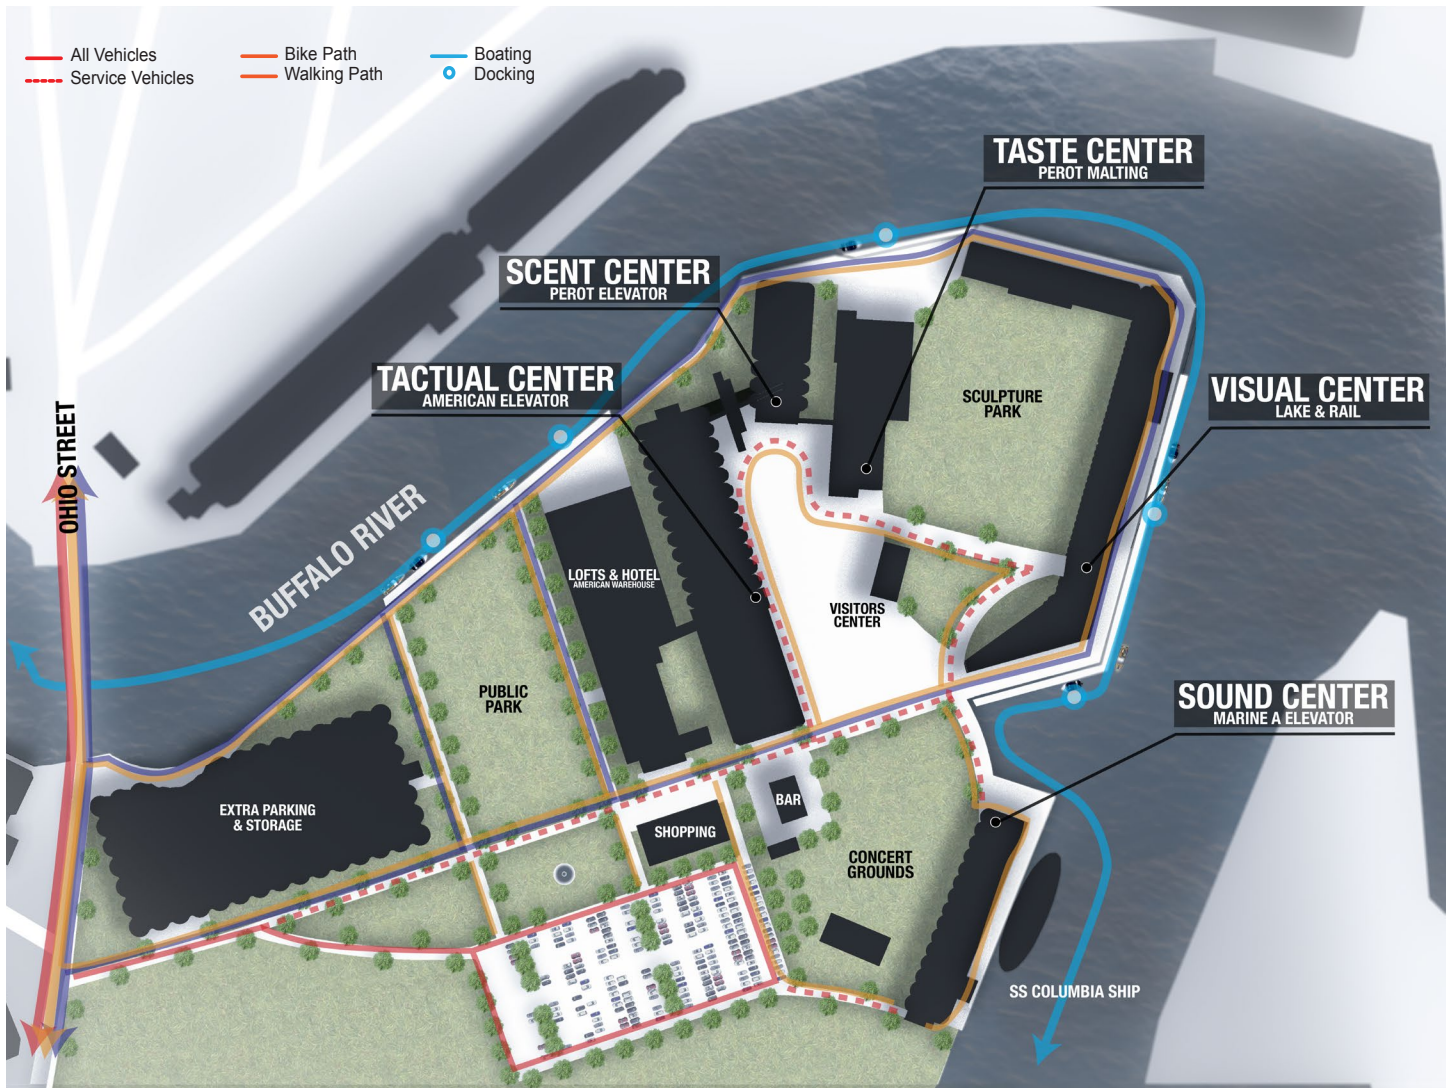 All Vehicles
Service Vehicles
Bike Path
Walking Path
Boating
Docking
TASTE CENTER
PEROT MALTING
SCENT CENTER
PEROT ELEVATOR
TACTUAL CENTER
AMERICAN ELEVATOR
VISUAL CENTER
LAKE & RAIL
SCULPTURE
PARK
OHIO STREET
BUFFALO RIVER
LOFTS & HOTEL
AMERICAN WAREHOUSE
VISITORS
CENTER
PUBLIC
PARK
SOUND CENTER
MARINE A ELEVATOR
EXTRA PARKING
& STORAGE
BAR
SHOPPING
CONCERT
GROUNDS
SS COLUMBIA SHIP